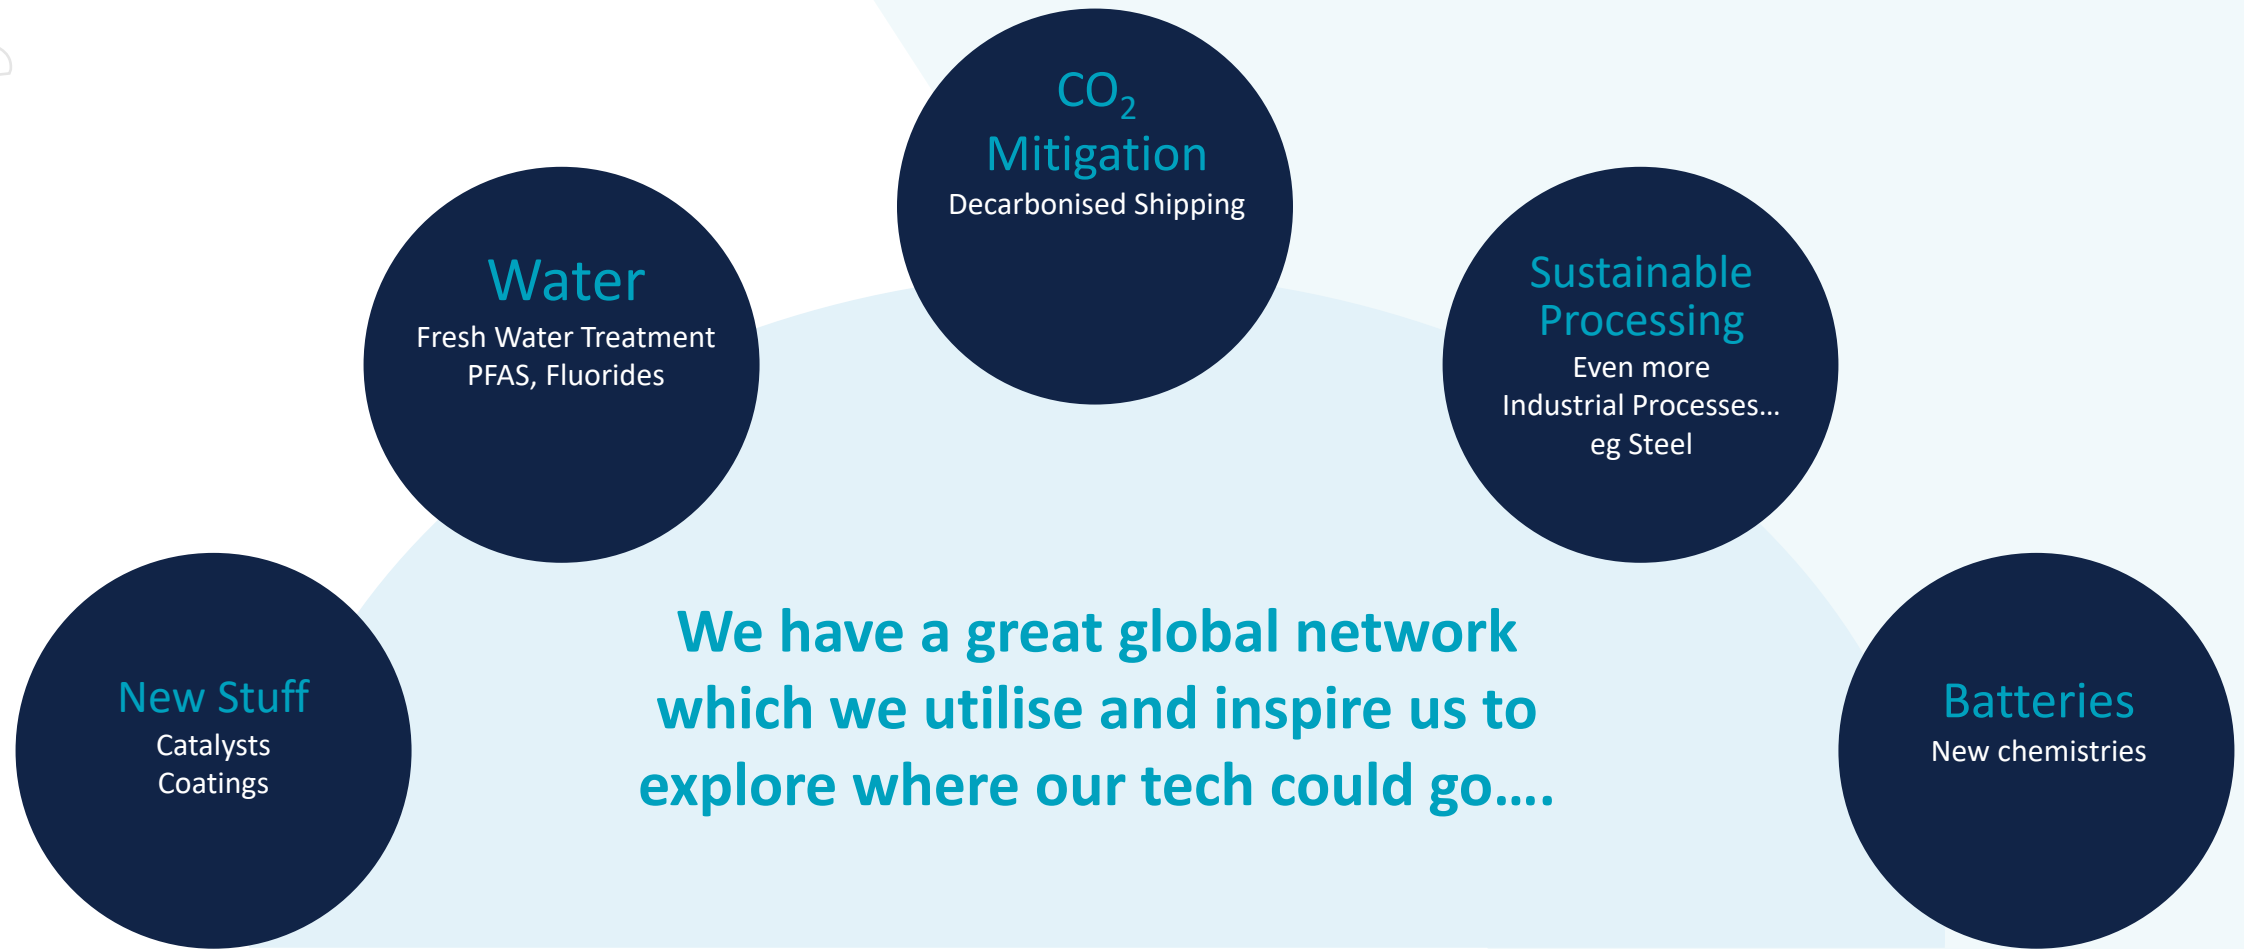 New Stuff
Catalysts
Coatings
Water
Fresh Water Treatment
PFAS, Fluorides
CO₂
Mitigation
Decarbonised Shipping
Sustainable
Processing
Even more
Industrial Processes...
eg Steel
Batteries
New chemistries
We have a great global network
which we utilise and inspire us to
explore where our tech could go....